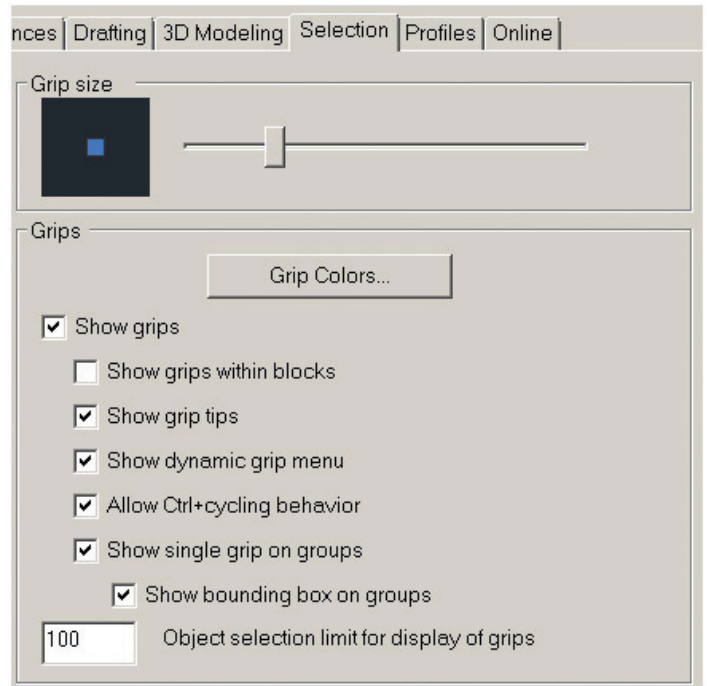 nces Drafting 3D Modeling Selection Profiles Online
Grip size
Grips
Grip Colors...
Show grips
Show grips within blocks
Show grip tips
Show dynamic grip menu
Allow Ctrl+cycling behavior
Show single grip on groups
Show bounding box on groups
100 Object selection limit for display of grips